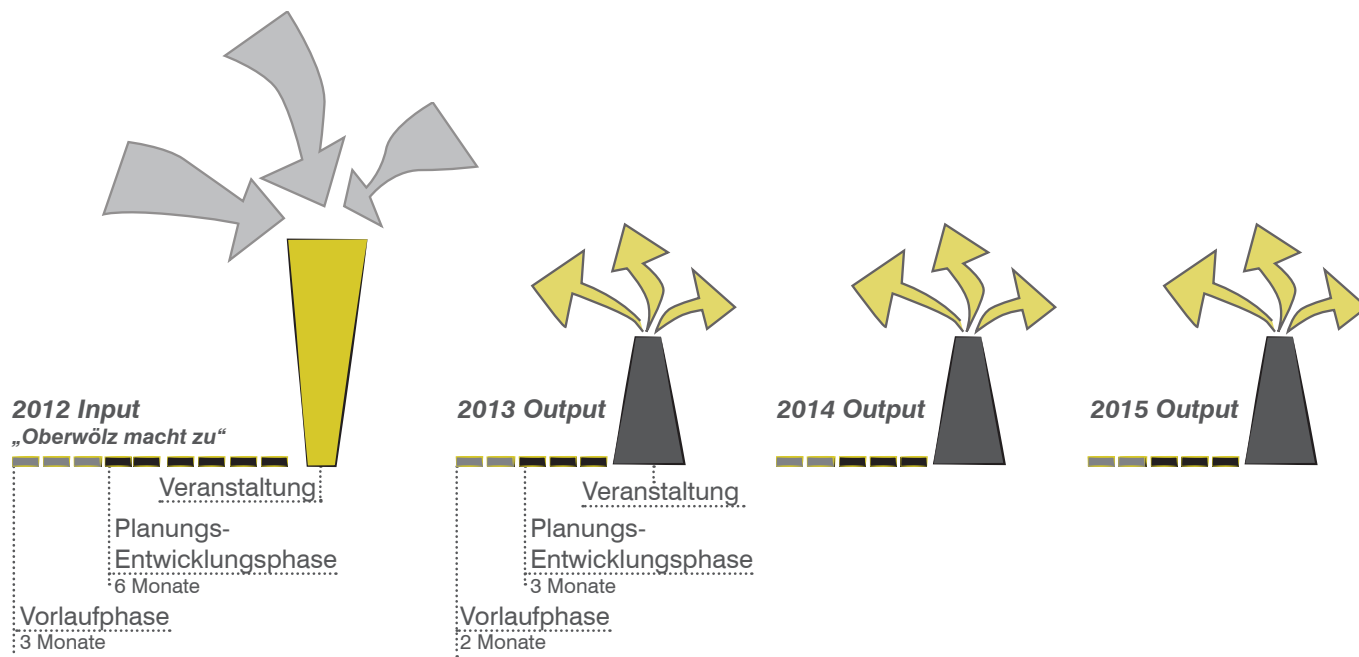 2012 Input
„Oberwölz macht zu“
Veranstaltung
Planungs-
Entwicklungsphase
6 Monate
Vorlaufphase
3 Monate
2013 Output
Veranstaltung
Planungs-
Entwicklungsphase
3 Monate
Vorlaufphase
2 Monate
2014 Output
2015 Output